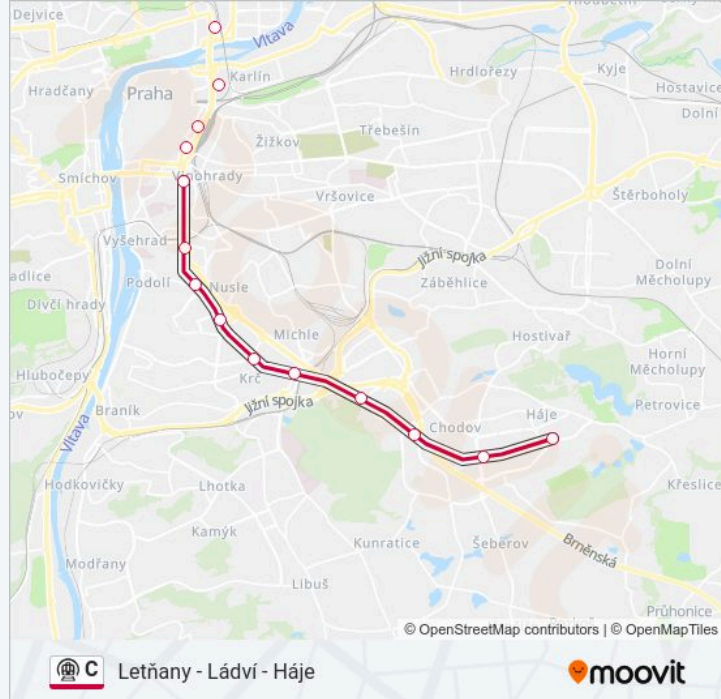 Dejvice
Vltava
Karlín
Hrdlořezy
Kyje
Hostavice
Hradčany
Praha
Dolní
Žižkov
Třebešín
Smíchov
Vinohrady
Vršovice
Štěrboholy
Vyšehrad
Jižní spojka
Podolí
Nusle
Záběhlice
Dolní
Měcholupy
Dívčí hrady
Michle
Hostivař
Horní
Měcholupy
Hlubočepy
Krč
Petrovice
Braník
Jižní spojka
Chodov
Háje
Vltava
Hodkovičky
Lhotka
Křeslice
Kamýk
Kunratice
Šeberov
Brněnská
Modřany
Libuš
Průhonice
© OpenStreetMap contributors | © OpenMapTiles
C Letňany - Ládví - Háje
moovit